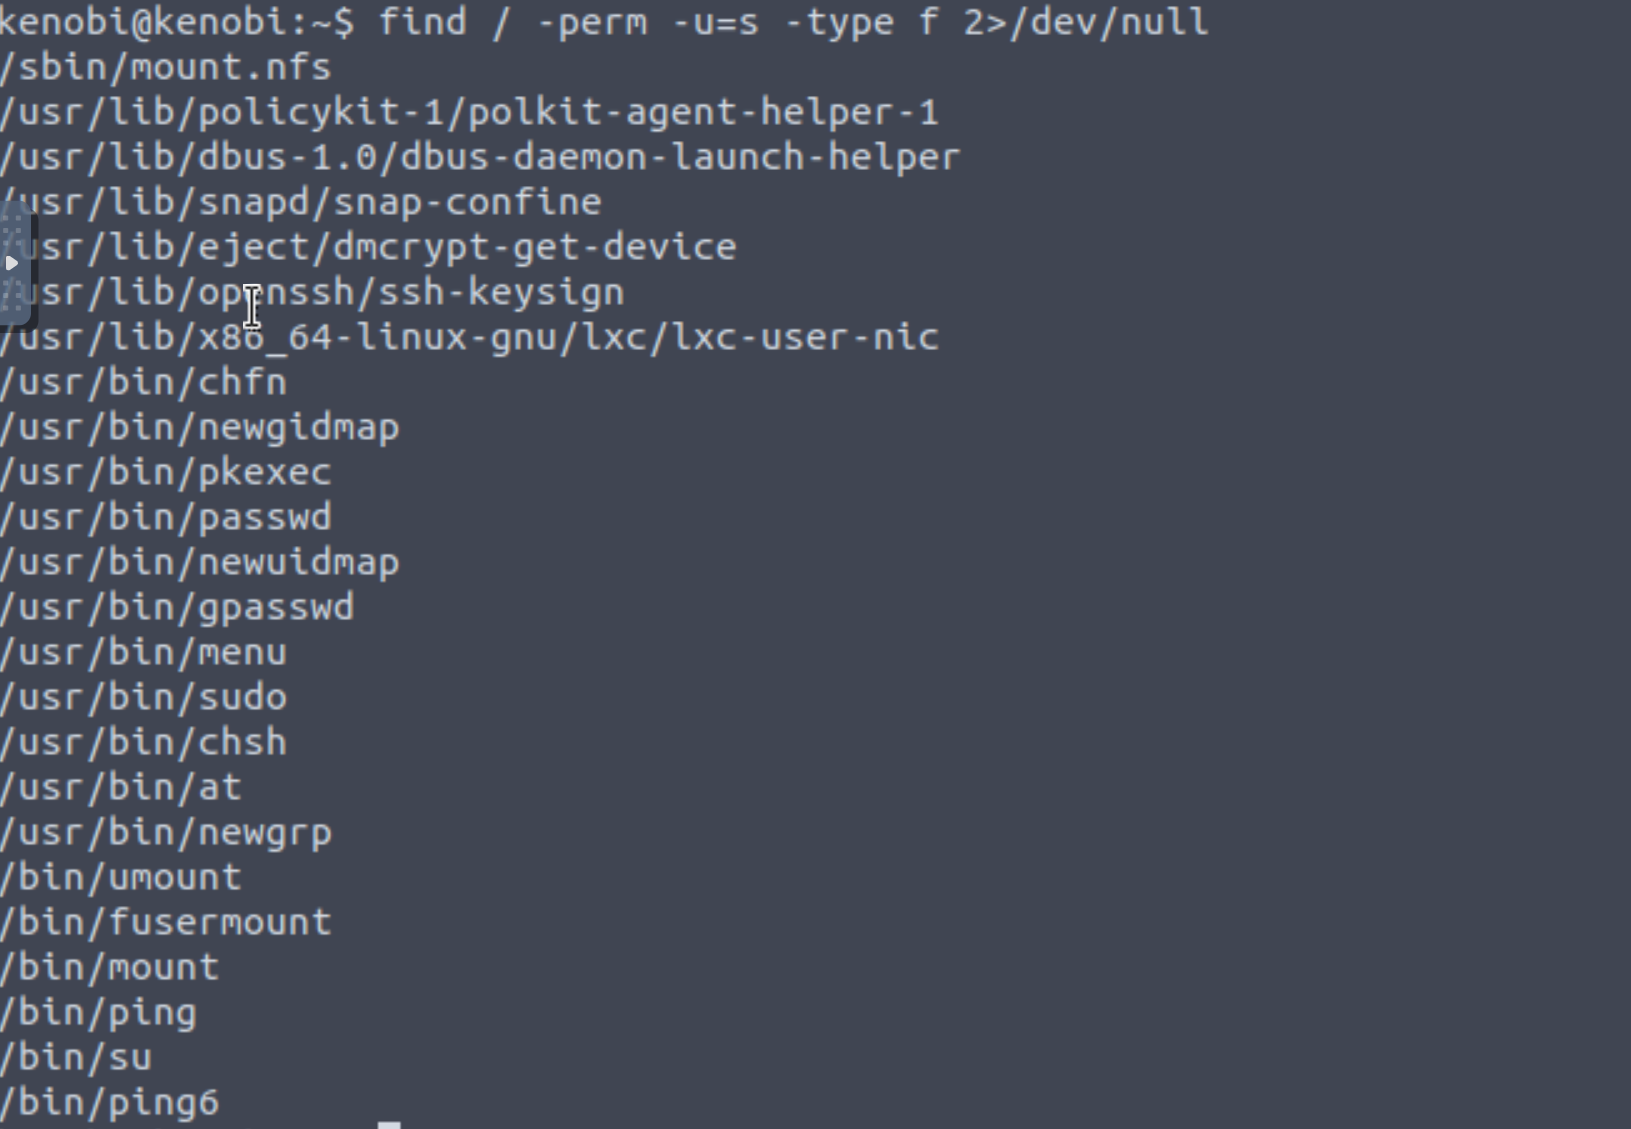 kenobi@kenobi:~$ find / -perm -u=s -type f 2>/dev/null
/sbin/mount.nfs
/usr/lib/policykit-1/polkit-agent-helper-1
/usr/lib/dbus-1.0/dbus-daemon-launch-helper
/usr/lib/snapd/snap-confine
/usr/lib/eject/dmcrypt-get-device
/usr/lib/openssh/ssh-keysign
/usr/lib/x86_64-linux-gnu/lxc/lxc-user-nic
/usr/bin/chfn
/usr/bin/newgidmap
/usr/bin/pkexec
/usr/bin/passwd
/usr/bin/newuidmap
/usr/bin/gpasswd
/usr/bin/menu
/usr/bin/sudo
/usr/bin/chsh
/usr/bin/at
/usr/bin/newgrp
/bin/umount
/bin/fusermount
/bin/mount
/bin/ping
/bin/su
/bin/ping6